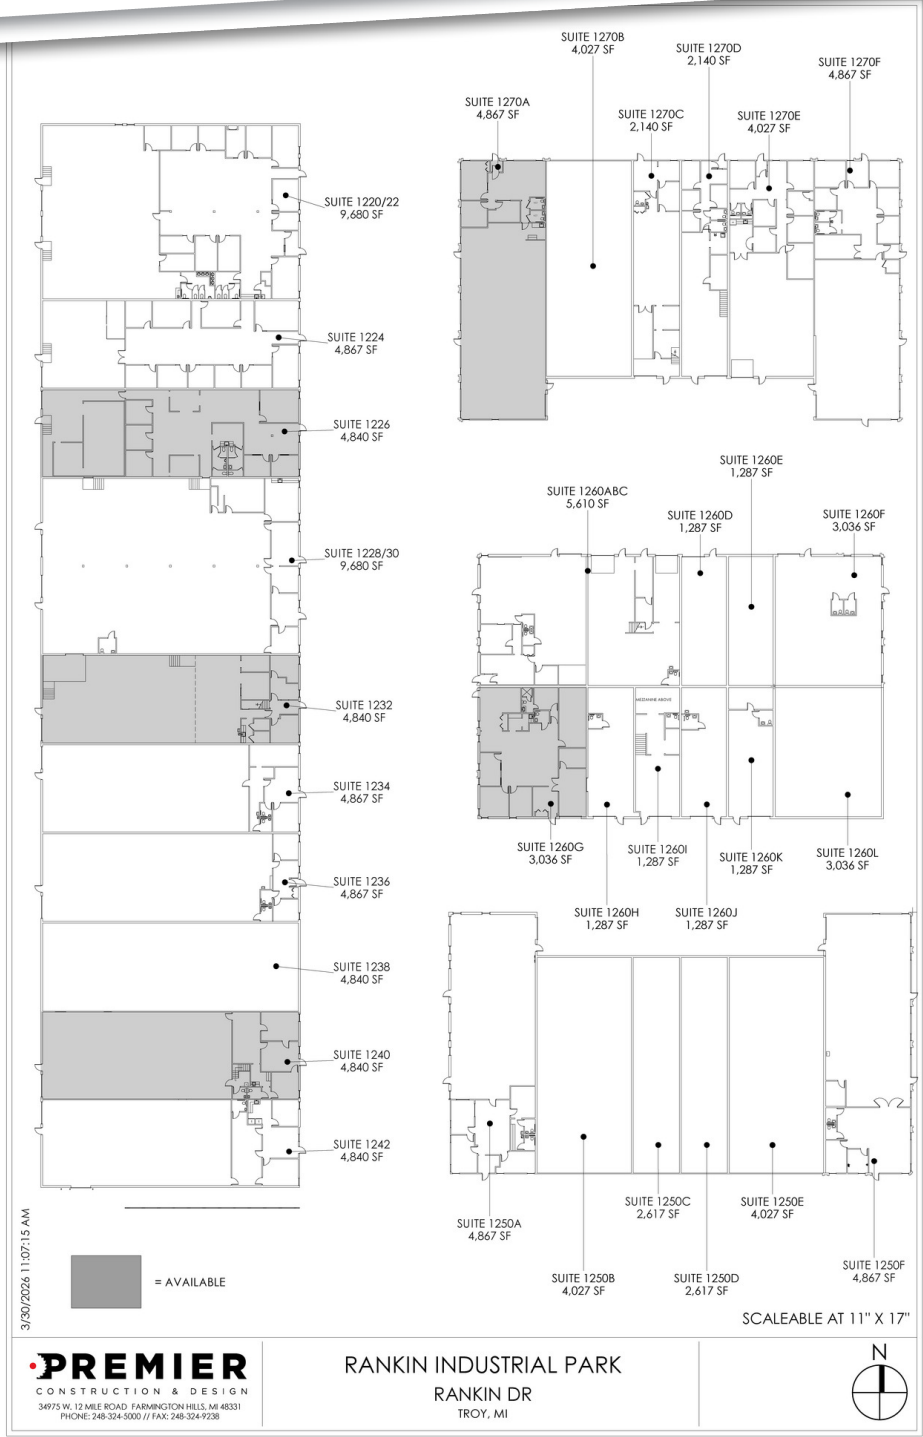 SUITE 1270B
4,027 SF
SUITE 1270D
2,140 SF
SUITE 1270F
4,867 SF
SUITE 1270A
4,867 SF
SUITE 1270C
2,140 SF
SUITE 1270E
4,027 SF
SUITE 1220/22
9,680 SF
SUITE 1224
4,867 SF
SUITE 1226
4,840 SF
SUITE 1228/30
9,680 SF
SUITE 1232
4,840 SF
SUITE 1234
4,867 SF
SUITE 1236
4,867 SF
SUITE 1238
4,840 SF
SUITE 1240
4,840 SF
SUITE 1242
4,840 SF
SUITE 1260E
1,287 SF
SUITE 1260ABC
5,610 SF
SUITE 1260D
1,287 SF
SUITE 1260F
3,036 SF
MEZZANINE ABOVE
SUITE 1260G
3,036 SF
SUITE 1260I
1,287 SF
SUITE 1260K
1,287 SF
SUITE 1260L
3,036 SF
SUITE 1260H
1,287 SF
SUITE 1260J
1,287 SF
SUITE 1250C
2,617 SF
SUITE 1250E
4,027 SF
SUITE 1250A
4,867 SF
SUITE 1250B
4,027 SF
SUITE 1250D
2,617 SF
SUITE 1250F
4,867 SF
3/30/2026 11:07:15 AM
= AVAILABLE
SCALEABLE AT 11" X 17"
PREMIER
CONSTRUCTION & DESIGN
34975 W. 12 MILE ROAD FARMINGTON HILLS, MI 48331
PHONE: 248-324-5000 // FAX: 248-324-9238
RANKIN INDUSTRIAL PARK
RANKIN DR
TROY, MI
N